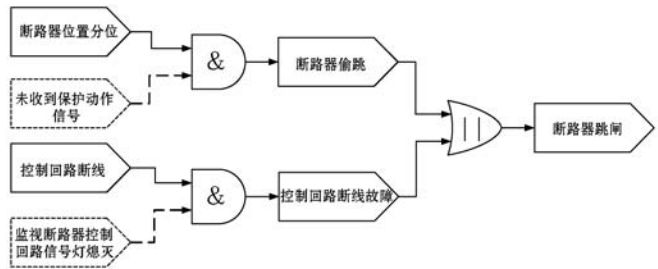 断路器位置分位
&
断路器偷跳
未收到保护动作
信号
||
断路器跳闸
控制回路断线
&
控制回路断线故障
监视断路器控制
回路信号灯熄灭